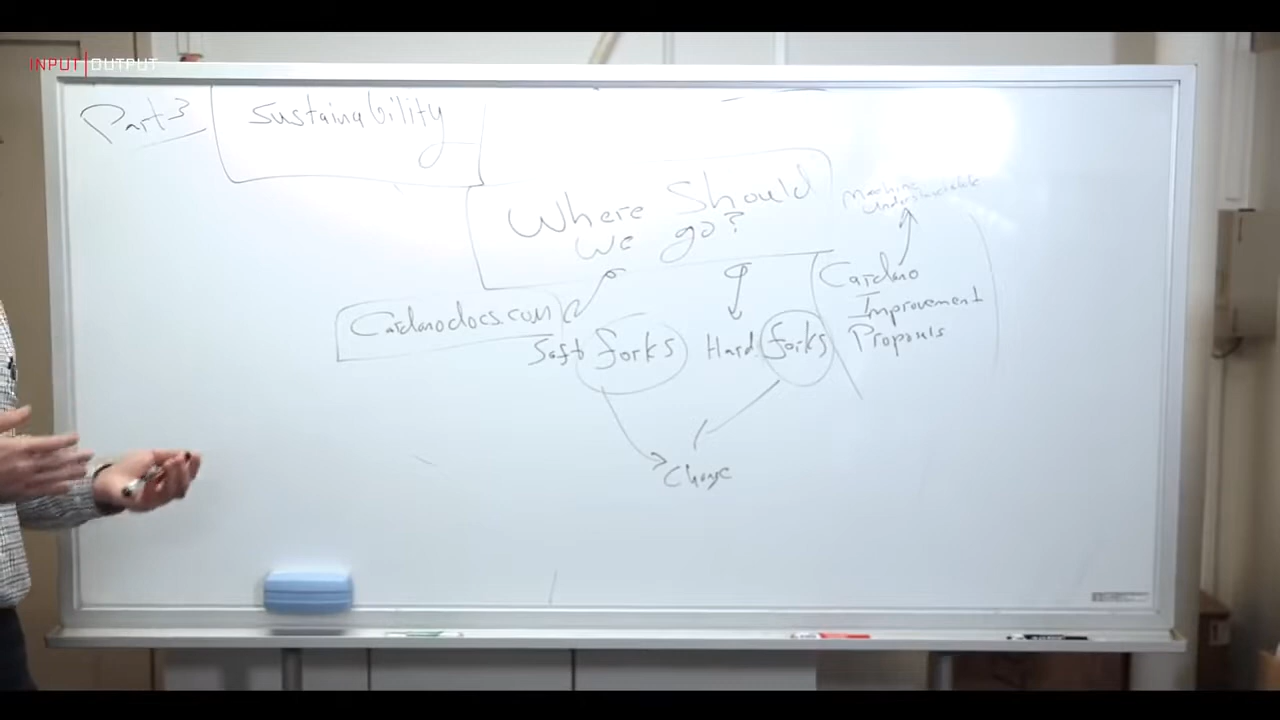 INPUT|OUTPUT
Part 3
Sustainability
Where Should
we go?
Machine
Understandable
Cardano
Improvement
Proposals
Cardanodocs.com
Soft forks
Hard forks
Change